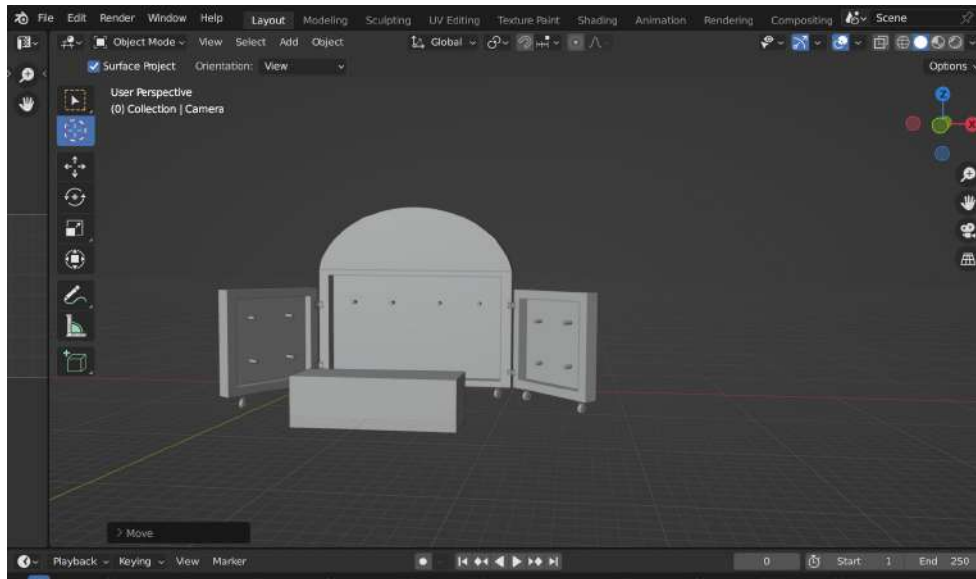 File Edit Render Window Help Layout Modeling Sculpting UV Editing Texture Paint Shading Animation Rendering Compositing Scene
Object Mode View Select Add Object Global
Surface Project Orientation: View Options
User Perspective
(0) Collection | Camera
Z
X
> Move
Playback Keying View Marker 0 Start 1 End 250